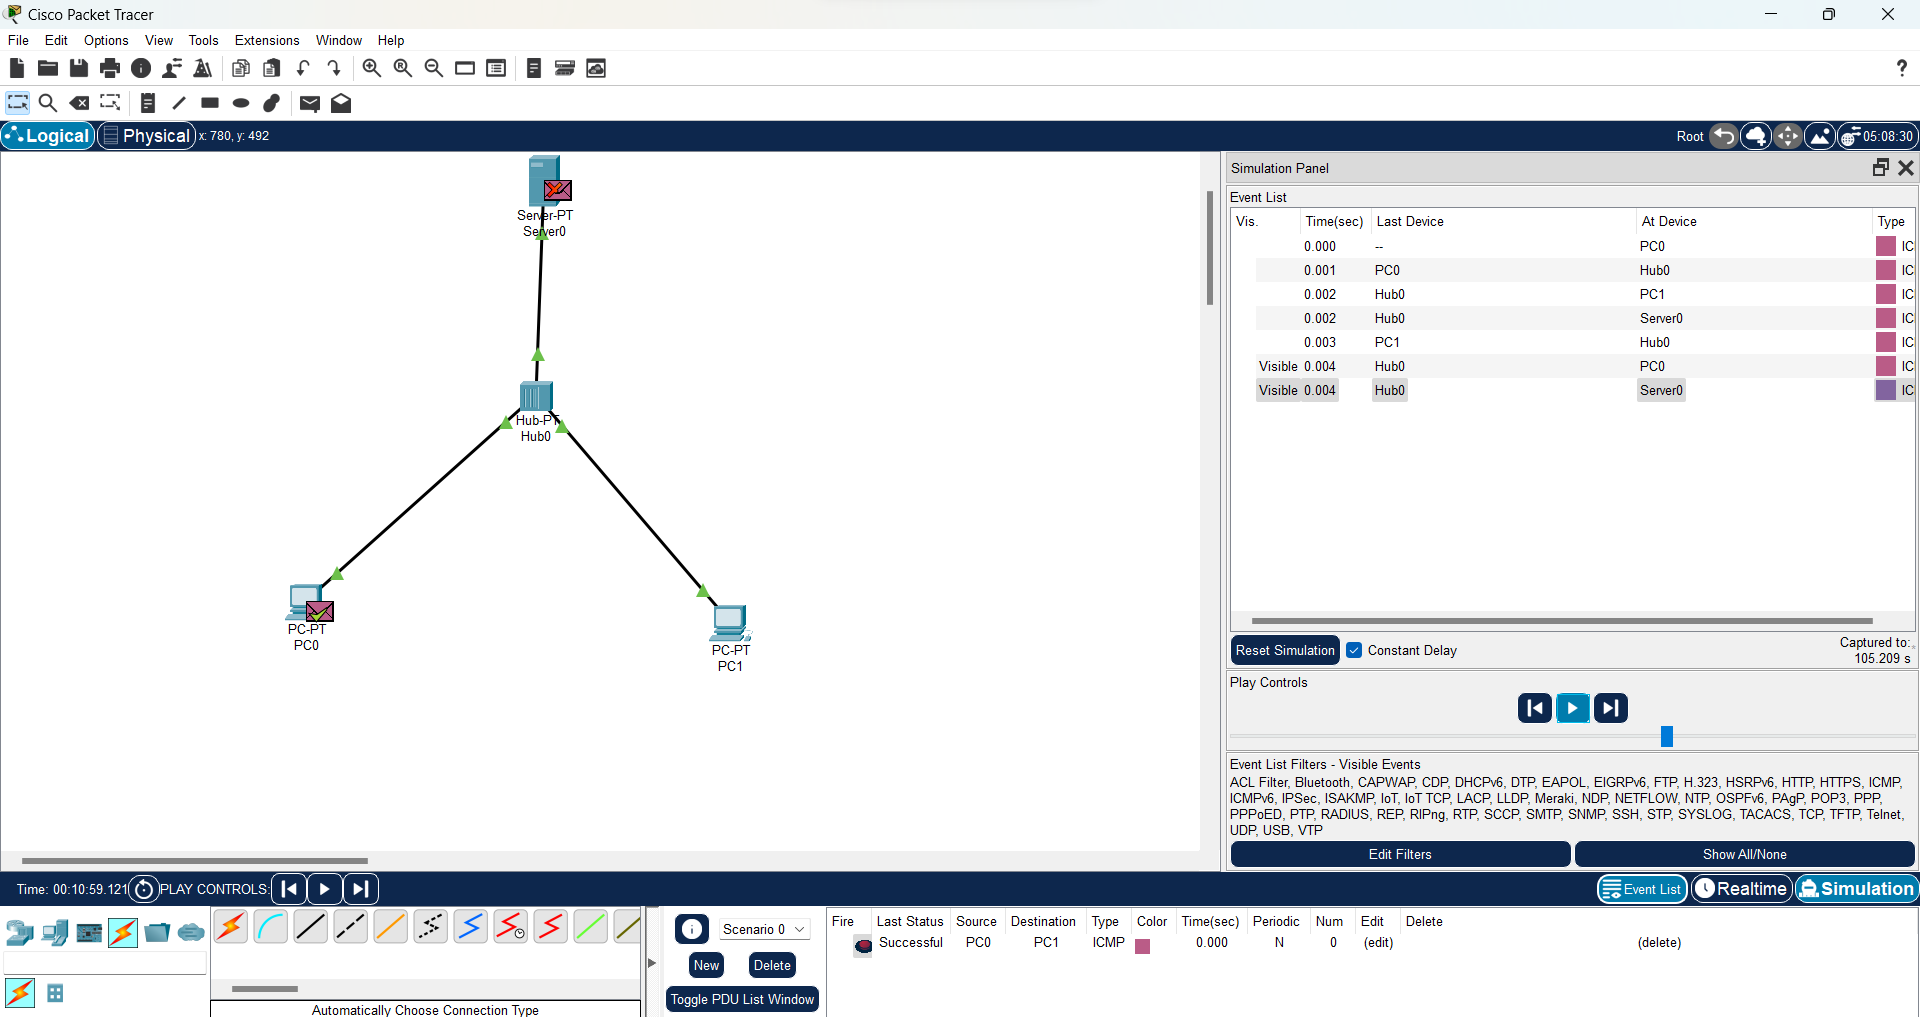 Cisco Packet Tracer
File Edit Options View Tools Extensions Window Help
?
Logical Physical x: 780, y: 492 Root 05:08:30
Server-PT
Server0
Hub-PT
Hub0
PC-PT
PC0
PC-PT
PC1
Simulation Panel
Event List
Vis. Time(sec) Last Device At Device Type
0.000 -- PC0 IC
0.001 PC0 Hub0 IC
0.002 Hub0 PC1 IC
0.002 Hub0 Server0 IC
0.003 PC1 Hub0 IC
Visible 0.004 Hub0 PC0 IC
Visible 0.004 Hub0 Server0 IC
Reset Simulation Constant Delay Captured to:
105.209 s
Play Controls
Event List Filters - Visible Events
ACL Filter, Bluetooth, CAPWAP, CDP, DHCPv6, DTP, EAPOL, EIGRPv6, FTP, H.323, HSRPv6, HTTP, HTTPS, ICMP,
ICMPv6, IPSec, ISAKMP, IoT, IoT TCP, LACP, LLDP, Meraki, NDP, NETFLOW, NTP, OSPFv6, PAgP, POP3, PPP,
PPPoED, PTP, RADIUS, REP, RIPng, RTP, SCCP, SMTP, SNMP, SSH, STP, SYSLOG, TACACS, TCP, TFTP, Telnet,
UDP, USB, VTP
Edit Filters Show All/None
Time: 00:10:59.121 PLAY CONTROLS: Event List Realtime Simulation
Automatically Choose Connection Type
Scenario 0
New Delete
Toggle PDU List Window
Fire Last Status Source Destination Type Color Time(sec) Periodic Num Edit Delete
Successful PC0 PC1 ICMP 0.000 N 0 (edit) (delete)